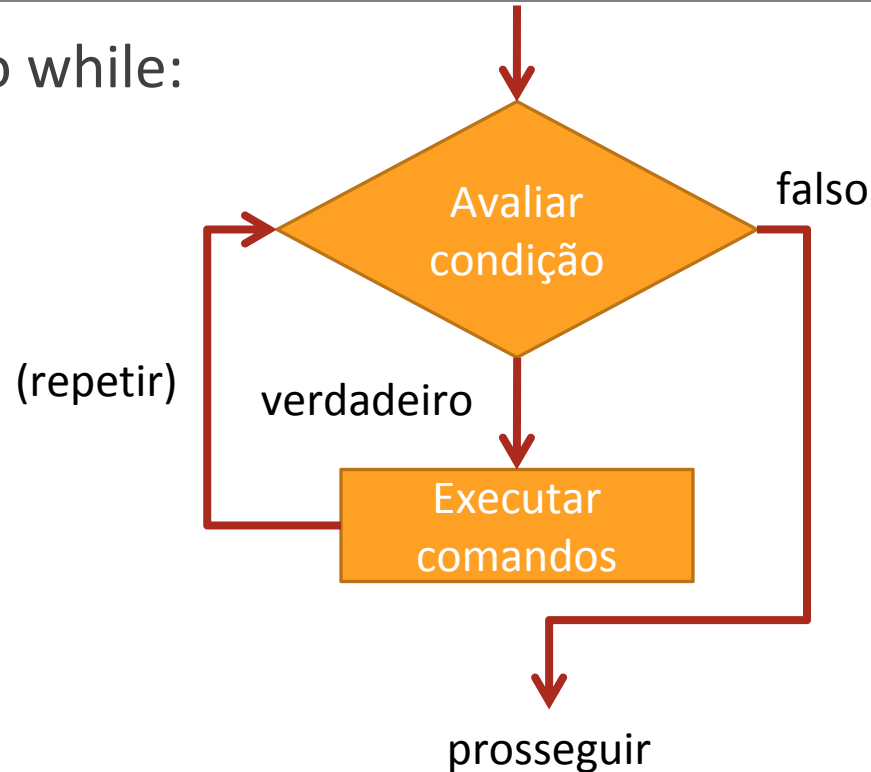 while:
Avaliar
condição
falso
(repetir)
verdadeiro
Executar
comandos
prosseguir